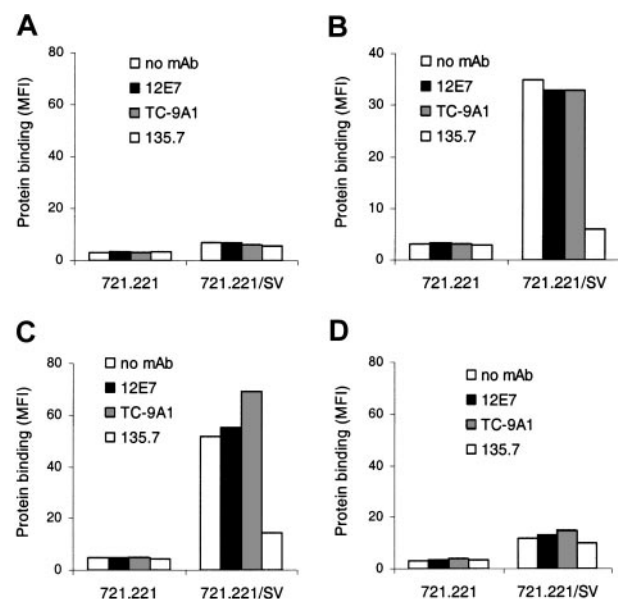 A
Protein binding (MFI)
80
60
40
20
0
no mAb
12E7
TC-9A1
135.7
721.221
721.221/SV
B
Protein binding (MFI)
40
30
20
10
0
no mAb
12E7
TC-9A1
135.7
721.221
721.221/SV
C
Protein binding (MFI)
80
60
40
20
0
no mAb
12E7
TC-9A1
135.7
721.221
721.221/SV
D
Protein binding (MFI)
80
60
40
20
0
no mAb
12E7
TC-9A1
135.7
721.221
721.221/SV